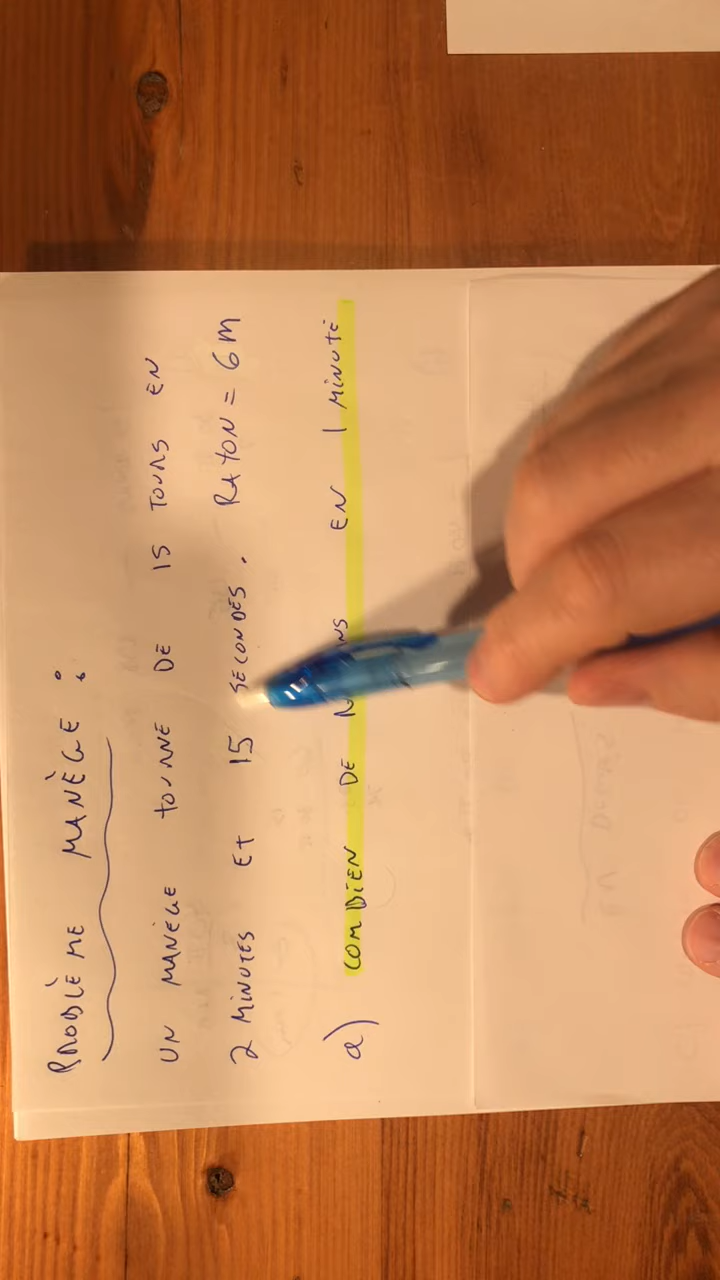 PROBLÈME MANÈGE :
UN MANÈGE TOURNE DE 15 TOURS EN
2 MINUTES ET 15 SECONDES. RAYON = 6 M
a) COMBIEN DE EN 1 MINUTE